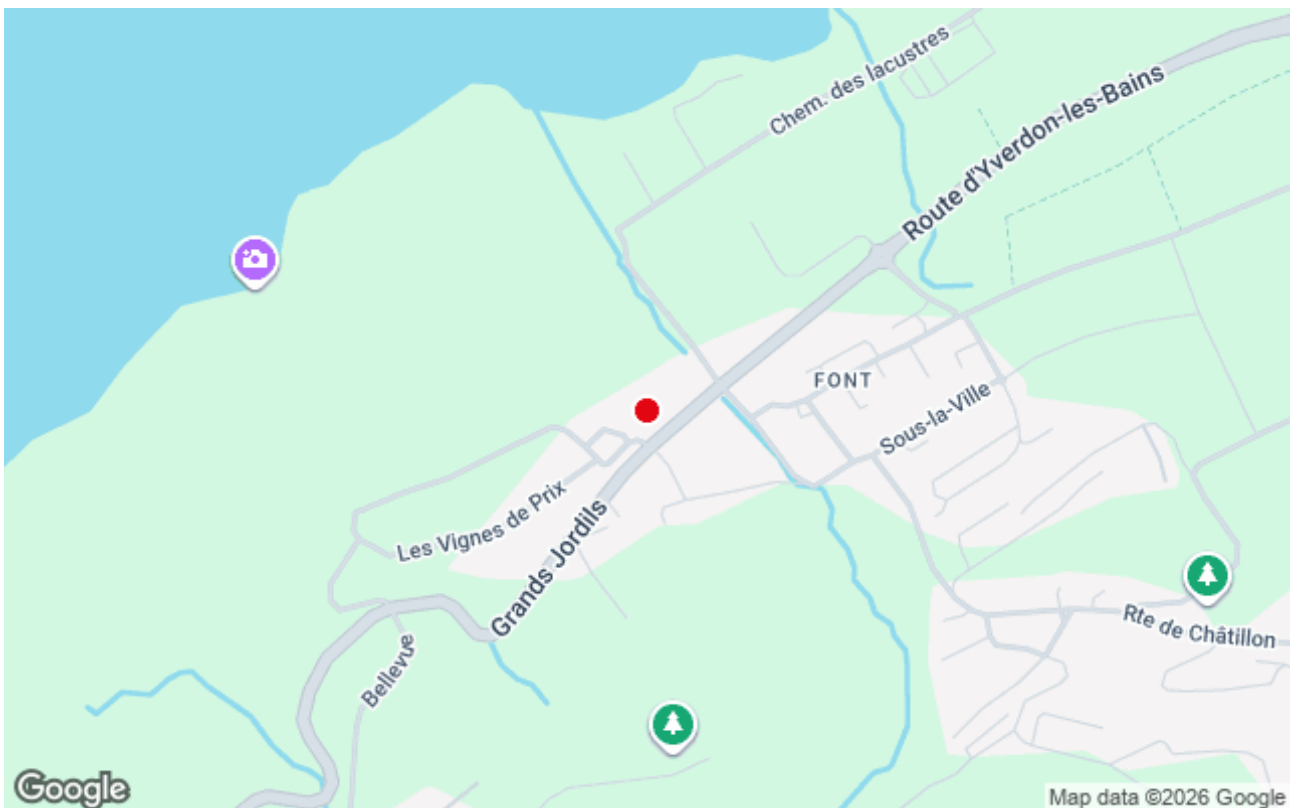 Chem. des lacustres
Route d'Yverdon-les-Bains
FONT
Sous-la-Ville
Les Vignes de Prix
Grands Jordils
Bellevue
Rte de Châtillon
Google
Map data ©2026 Google